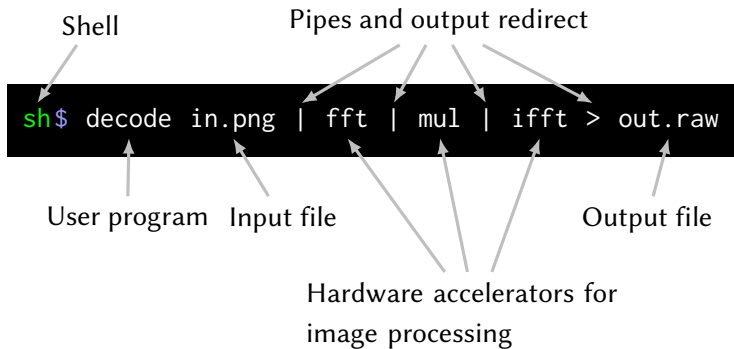 Shell
Pipes and output redirect
sh$ decode in.png | fft | mul | ifft > out.raw
User program
Input file
Output file
Hardware accelerators for
image processing